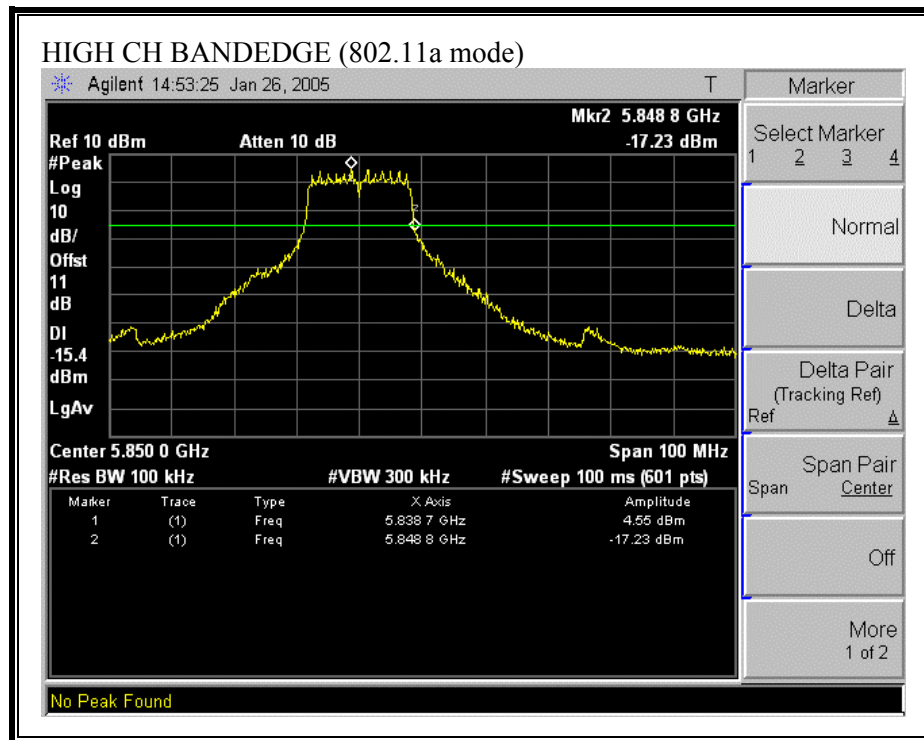 HIGH CH BANDEDGE (802.11a mode)
Agilent 14:53:25 Jan 26, 2005 T
Mkr2 5.848 8 GHz
Ref 10 dBm Atten 10 dB -17.23 dBm
#Peak
Log
10
dB/
Offst
11
dB
DI
-15.4
dBm
LgAv
2
Center 5.850 0 GHz Span 100 MHz
#Res BW 100 kHz #VBW 300 kHz #Sweep 100 ms (601 pts)
Marker Trace Type X Axis Amplitude
1 (1) Freq 5.838 7 GHz 4.55 dBm
2 (1) Freq 5.848 8 GHz -17.23 dBm
No Peak Found
Marker
Select Marker
1 2 3 4
Normal
Delta
Delta Pair
(Tracking Ref)
Ref Δ
Span Pair
Span Center
Off
More
1 of 2